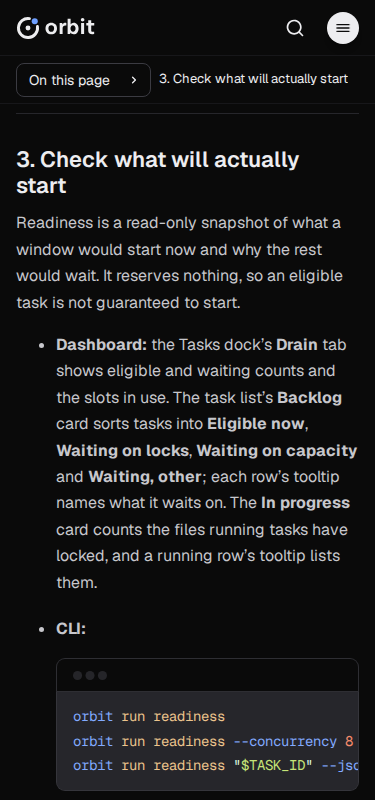 orbit
On this page
3. Check what will actually start
3. Check what will actually
start
Readiness is a read-only snapshot of what a
window would start now and why the rest
would wait. It reserves nothing, so an eligible
task is not guaranteed to start.
Dashboard: the Tasks dock’s Drain tab
shows eligible and waiting counts and
the slots in use. The task list’s Backlog
card sorts tasks into Eligible now,
Waiting on locks, Waiting on capacity
and Waiting, other; each row’s tooltip
names what it waits on. The In progress
card counts the files running tasks have
locked, and a running row’s tooltip lists
them.
CLI:
orbit run readiness
orbit run readiness --concurrency 8
orbit run readiness "$TASK_ID"